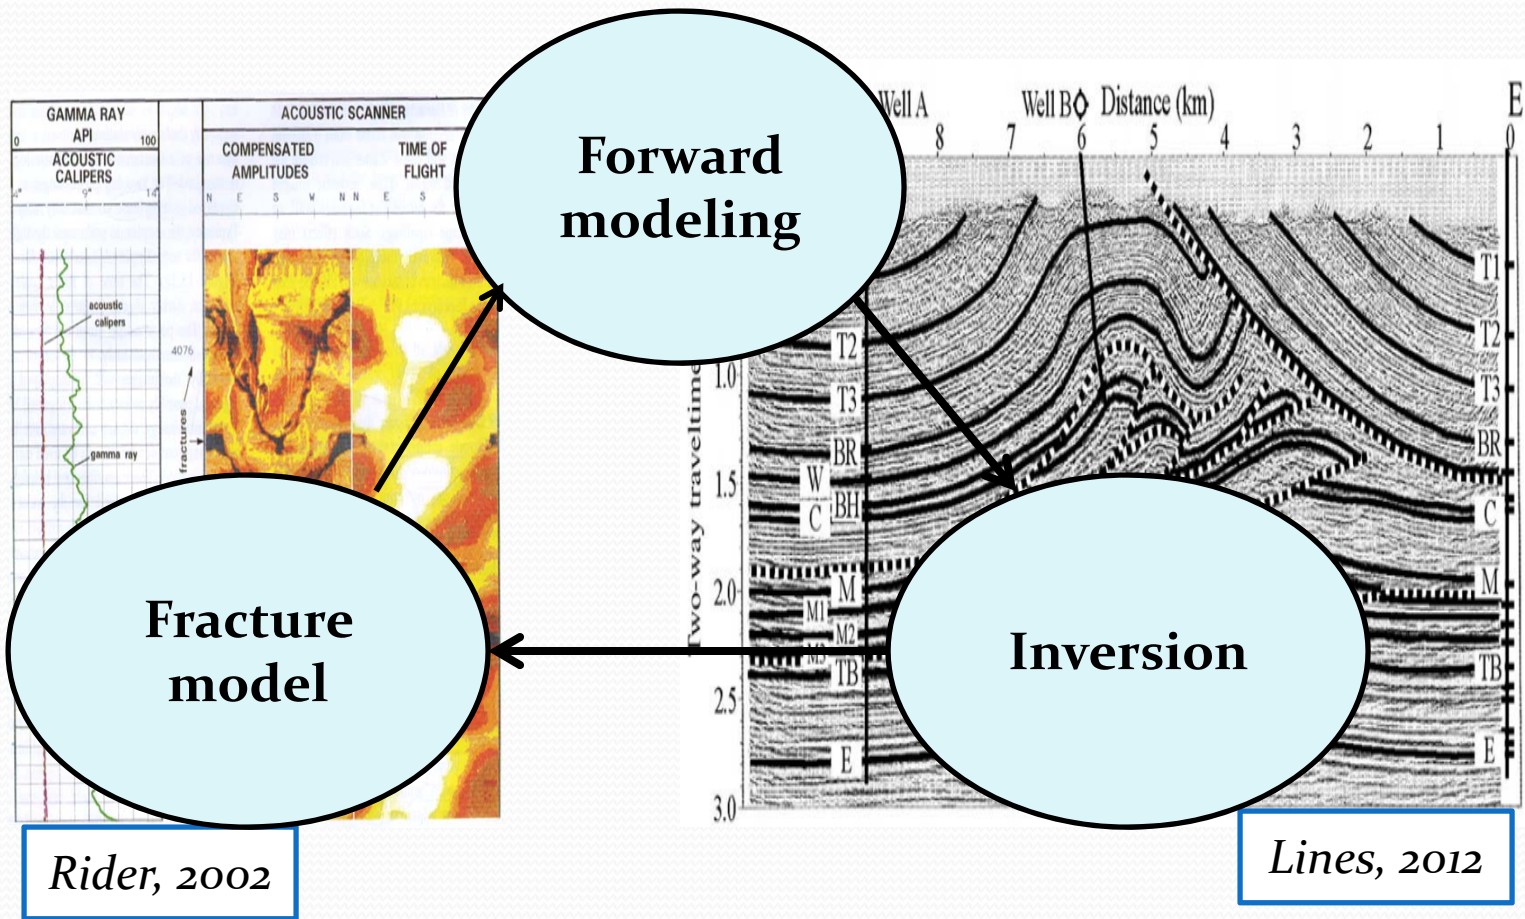 GAMMA RAY
API
0 100
ACOUSTIC
CALIPERS
9" 14"
ACOUSTIC SCANNER
COMPENSATED
AMPLITUDES
TIME OF
FLIGHT
N E S W N N E S
acoustic
calipers
4076
fractures
gamma ray
Forward
modeling
Well A
Well B
Distance (km)
E
8 7 6 5 4 3 2 1 0
Two-way traveltime
1.0
1.5
2.0
2.5
3.0
T2
T3
BR
W
BH
C
M
M1
M2
M3
TB
E
T1
T2
T3
BR
C
M
TB
E
Fracture
model
Inversion
Rider, 2002
Lines, 2012